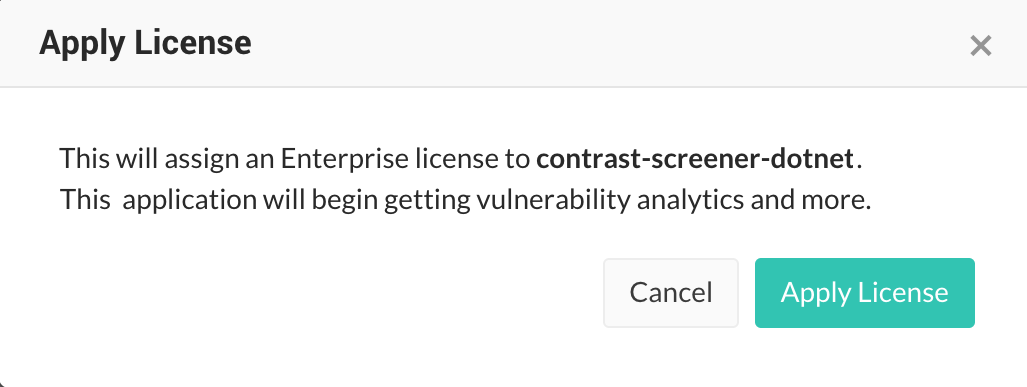 Apply License
This will assign an Enterprise license to contrast-screener-dotnet.
This  application will begin getting vulnerability analytics and more.
Cancel
Apply License